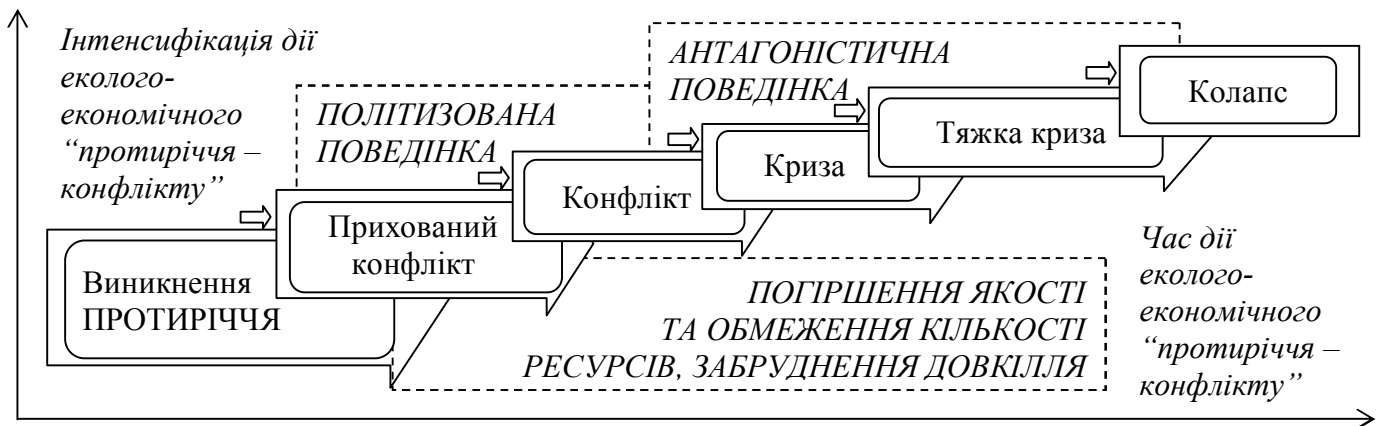 Інтенсифікація дії
еколого-
економічного
“протиріччя –
конфлікту”
ПОЛІТИЗОВАНА
ПОВЕДІНКА
АНТАГОНІСТИЧНА
ПОВЕДІНКА
Виникнення
ПРОТИРІЧЧЯ
Прихований
конфлікт
Конфлікт
Криза
Тяжка криза
Колапс
ПОГІРШЕННЯ ЯКОСТІ
ТА ОБМЕЖЕННЯ КІЛЬКОСТІ
РЕСУРСІВ, ЗАБРУДНЕННЯ ДОВКІЛЛЯ
Час дії
еколого-
економічного
“протиріччя –
конфлікту”